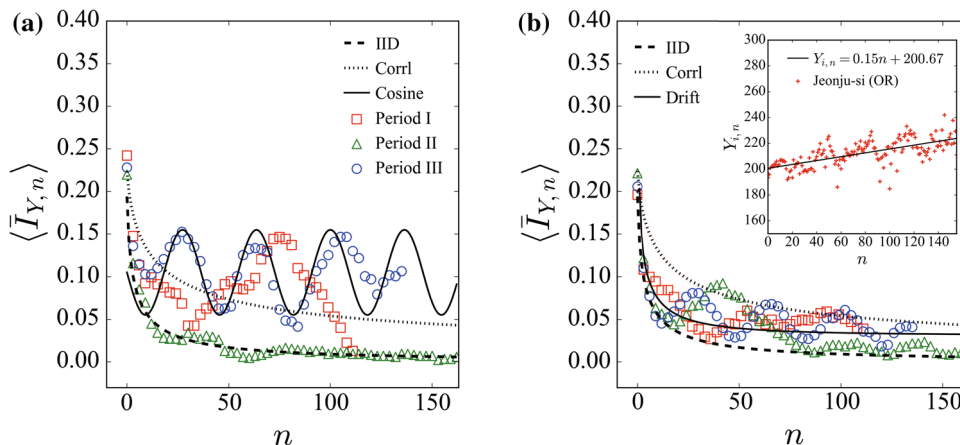 (a)
0.40
0.35
0.30
0.25
0.20
0.15
0.10
0.05
0.00
⟨Ī_{Y,n}⟩
IID
Corrl
Cosine
Period I
Period II
Period III
0 50 100 150
n
(b)
0.40
0.35
0.30
0.25
0.20
0.15
0.10
0.05
0.00
⟨Ī_{Y,n}⟩
IID
Corrl
Drift
300
280
260
240
220
200
180
160
Y_{i,n}
Y_{i,n} = 0.15n + 200.67
Jeonju-si (OR)
0 20 40 60 80 100 120 140
n
0 50 100 150
n